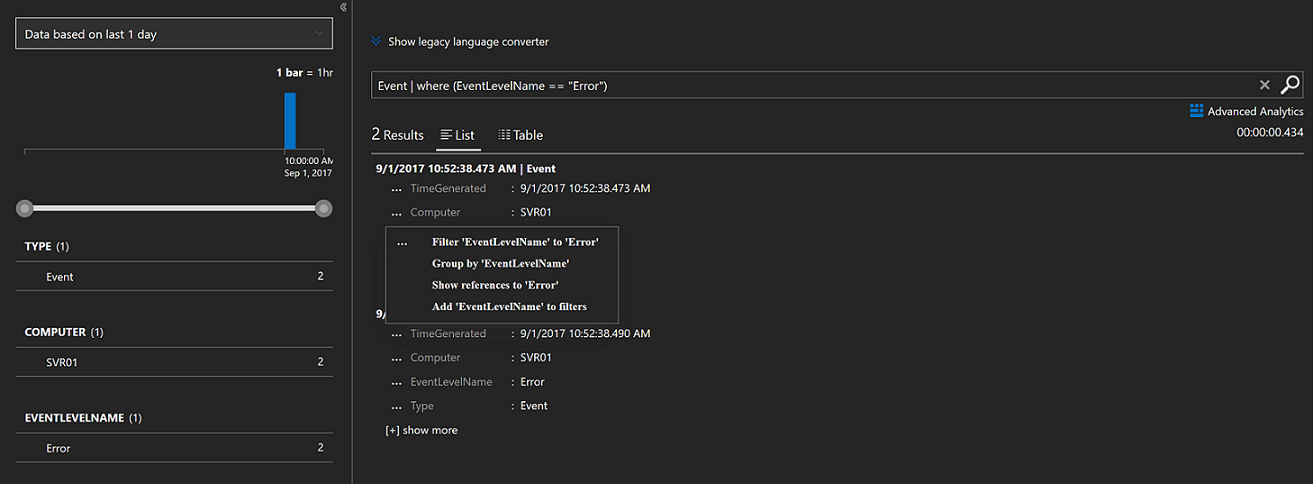 Data based on last 1 day
1 bar = 1hr
10:00:00 AM
Sep 1, 2017
TYPE (1)
Event 2
COMPUTER (1)
SVR01 2
EVENTLEVELNAME (1)
Error 2
Show legacy language converter
Event | where (EventLevelName == "Error")
Advanced Analytics
2 Results List Table
00:00:00.434
9/1/2017 10:52:38.473 AM | Event
... TimeGenerated : 9/1/2017 10:52:38.473 AM
... Computer : SVR01
... Filter 'EventLevelName' to 'Error'
Group by 'EventLevelName'
Show references to 'Error'
Add 'EventLevelName' to filters
9/
... TimeGenerated : 9/1/2017 10:52:38.490 AM
... Computer : SVR01
... EventLevelName : Error
... Type : Event
[+] show more